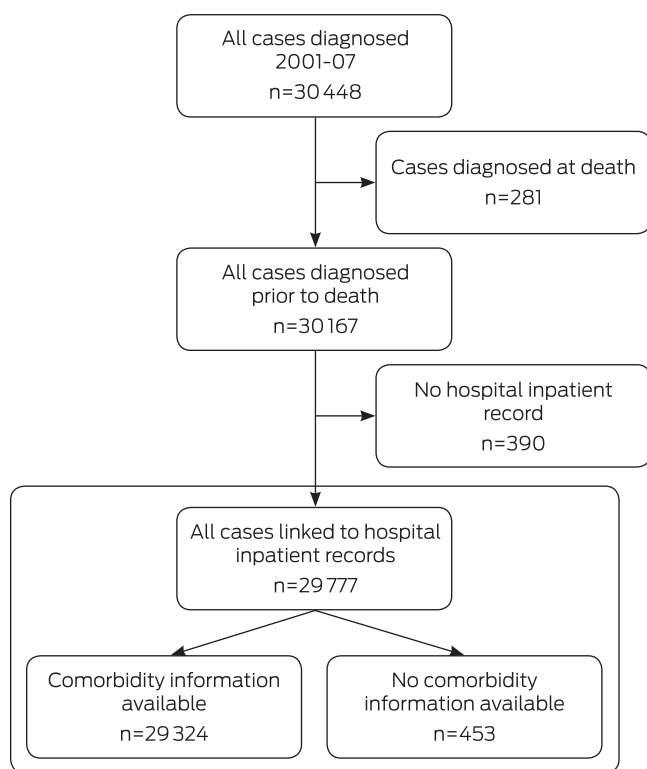 All cases diagnosed
2001-07
n=30 448
Cases diagnosed at death
n=281
All cases diagnosed
prior to death
n=30 167
No hospital inpatient
record
n=390
All cases linked to hospital
inpatient records
n=29 777
Comorbidity information
available
n=29 324
No comorbidity
information available
n=453